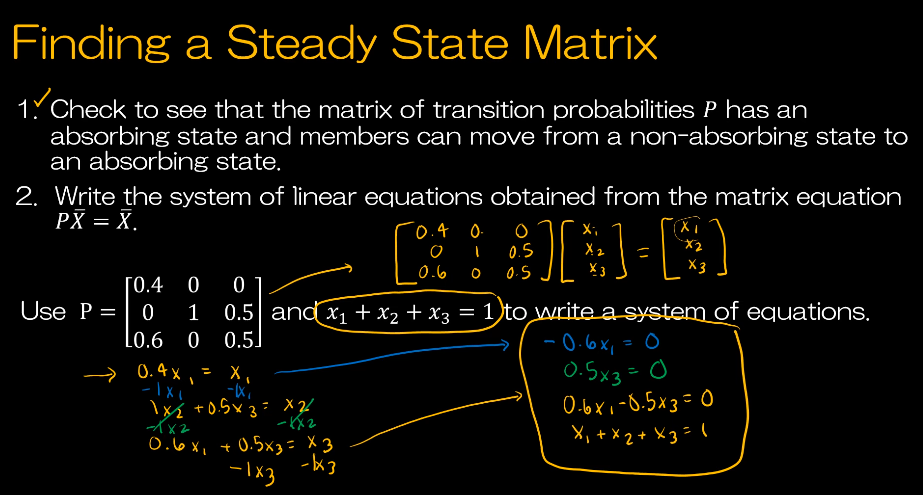 Finding a Steady State Matrix
1. ✓ Check to see that the matrix of transition probabilities P has an
absorbing state and members can move from a non-absorbing state to
an absorbing state.
2. Write the system of linear equations obtained from the matrix equation
PX̄ = X̄.
[0.4 0. 0] [x₁] = [x₁]
[0 1 0.5] [x₂] [x₂]
[0.6 0 0.5] [x₃] [x₃]
[0.4 0 0]
Use P = [0 1 0.5] and x₁ + x₂ + x₃ = 1 to write a system of equations.
[0.6 0 0.5]
→ 0.4x₁ = x₁
-1x₁ -1x₁
1x₂ + 0.5x₃ = x₂
-1x₂ -1x₂
0.6x₁ + 0.5x₃ = x₃
-1x₃ -1x₃
-0.6x₁ = 0
0.5x₃ = 0
0.6x₁ - 0.5x₃ = 0
x₁ + x₂ + x₃ = 1